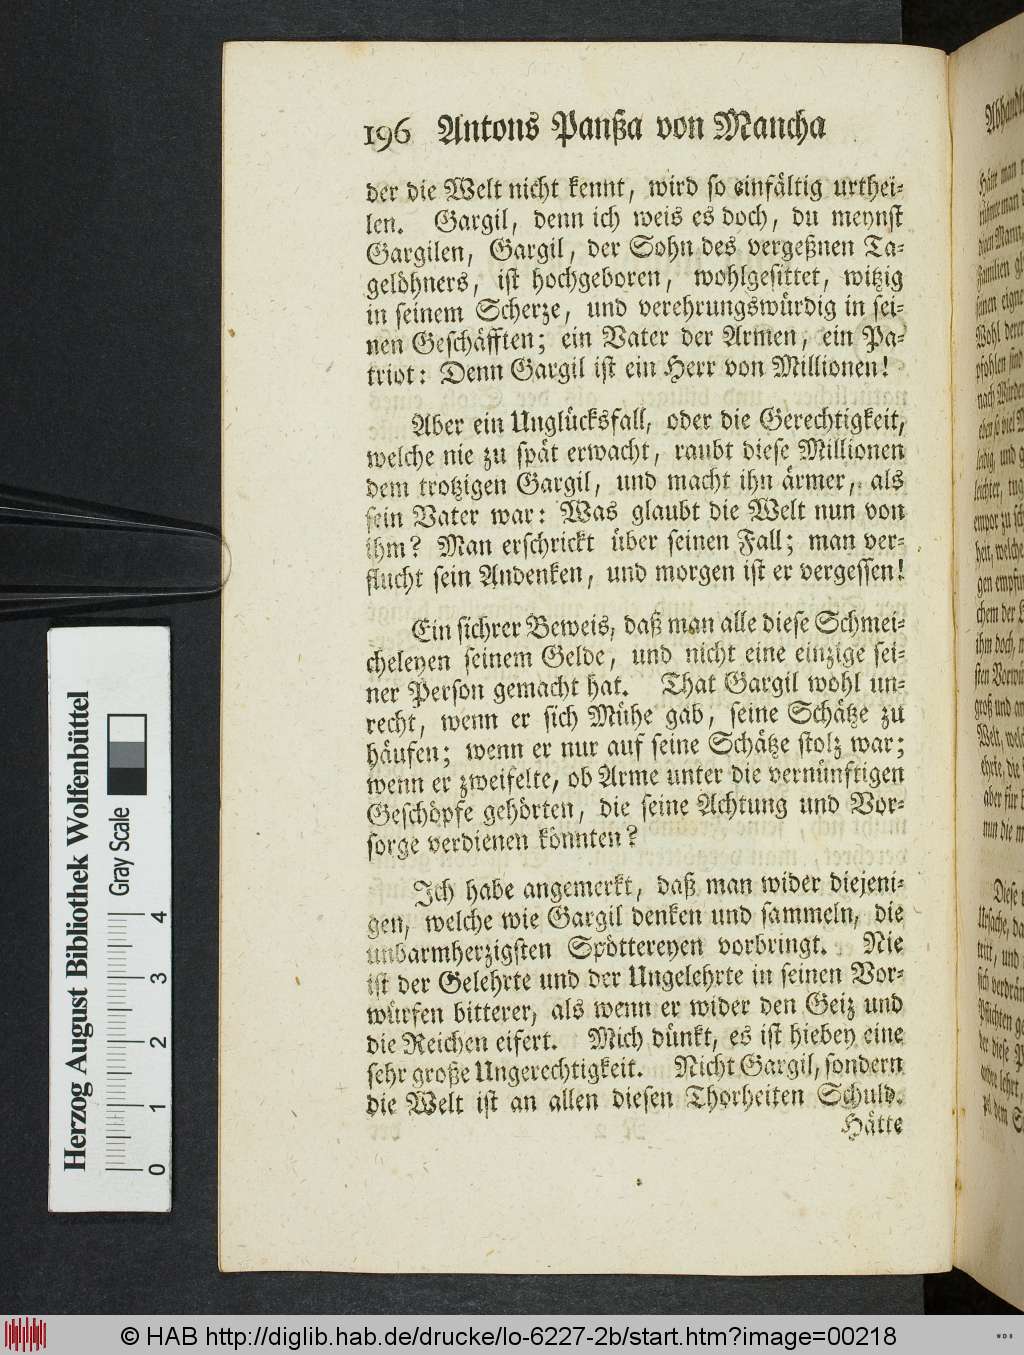 196 Antons Panßa von Mancha
der die Welt nicht kennt, wird so einfältig urthei-
len. Gargil, denn ich weis es doch, du meynst
Gargilen, Gargil, der Sohn des vergeßnen Ta-
gelöhners, ist hochgeboren, wohlgesittet, witzig
in seinem Scherze, und verehrungswürdig in sei-
nen Geschäfften; ein Vater der Armen, ein Pa-
triot: Denn Gargil ist ein Herr von Millionen!
Aber ein Unglücksfall, oder die Gerechtigkeit,
welche nie zu spät erwacht, raubt diese Millionen
dem trotzigen Gargil, und macht ihn ärmer, als
sein Vater war: Was glaubt die Welt nun von
ihm? Man erschrickt über seinen Fall; man ver-
flucht sein Andenken, und morgen ist er vergessen!
Ein sichrer Beweis, daß man alle diese Schmei-
cheleyen seinem Gelde, und nicht eine einzige sei-
ner Person gemacht hat. That Gargil wohl un-
recht, wenn er sich Mühe gab, seine Schätze zu
häufen; wenn er nur auf seine Schätze stolz war;
wenn er zweifelte, ob Arme unter die vernünftigen
Geschöpfe gehörten, die seine Achtung und Vor-
sorge verdienen könnten?
Ich habe angemerkt, daß man wider diejeni-
gen, welche wie Gargil denken und sammeln, die
unbarmherzigsten Spöttereyen vorbringt. Nie
ist der Gelehrte und der Ungelehrte in seinen Vor-
würfen bitterer, als wenn er wider den Geiz und
die Reichen eifert. Mich dünkt, es ist hiebey eine
sehr große Ungerechtigkeit. Nicht Gargil, sondern
die Welt ist an allen diesen Thorheiten Schuld.
Hätte
Herzog August Bibliothek Wolfenbüttel
Gray Scale
0 1 2 3 4
© HAB http://diglib.hab.de/drucke/lo-6227-2b/start.htm?image=00218